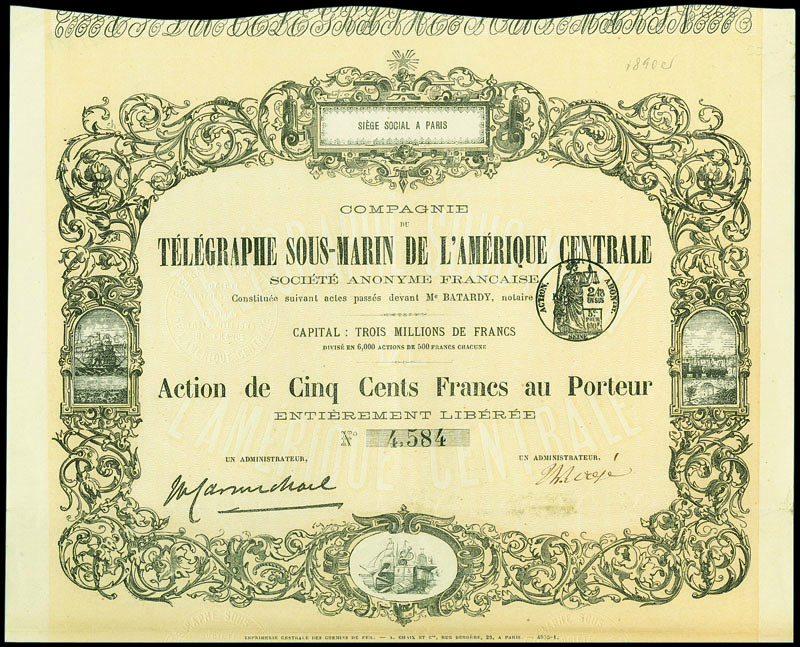 1890
SIÈGE SOCIAL A PARIS
COMPAGNIE
DU
TÉLÉGRAPHE SOUS-MARIN DE L'AMÉRIQUE CENTRALE
SOCIÉTÉ ANONYME FRANÇAISE
Constituée suivant actes passés devant Me BATARDY, notaire
ACTION. ABONNT.
CAPITAL : TROIS MILLIONS DE FRANCS
DIVISÉ EN 6,000 ACTIONS DE 500 FRANCS CHACUNE
Action de Cinq Cents Francs au Porteur
ENTIÈREMENT LIBÉRÉE
No 4,584
UN ADMINISTRATEUR, UN ADMINISTRATEUR,
IMPRIMERIE CENTRALE DES CHEMINS DE FER. — A. CHAIX ET Cie, RUE BERGÈRE, 20, A PARIS